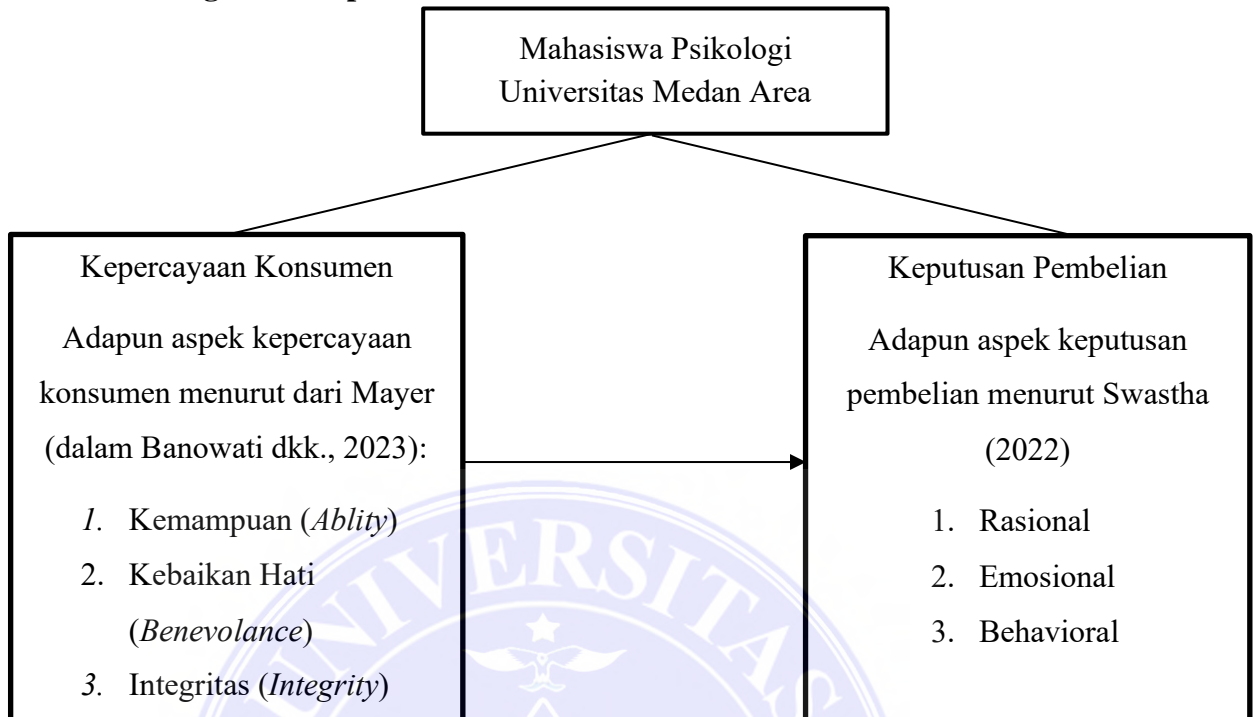 Mahasiswa Psikologi
Universitas Medan Area
Kepercayaan Konsumen
Adapun aspek kepercayaan
konsumen menurut dari Mayer
(dalam Banowati dkk., 2023):
1. Kemampuan (Ablity)
2. Kebaikan Hati
(Benevolance)
3. Integritas (Integrity)
Keputusan Pembelian
Adapun aspek keputusan
pembelian menurut Swastha
(2022)
1. Rasional
2. Emosional
3. Behavioral
UNIVERSITAS